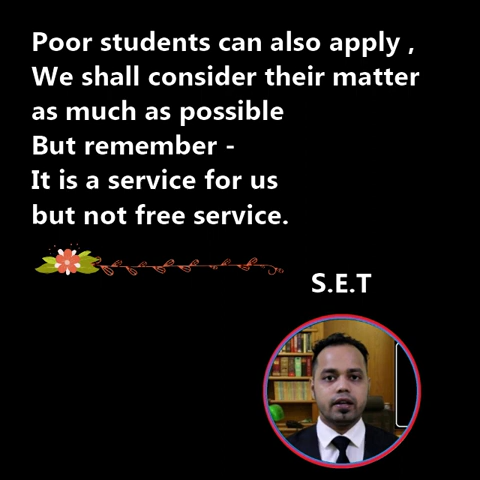 Poor students can also apply ,
We shall consider their matter
as much as possible
But remember -
It is a service for us
but not free service.
S.E.T